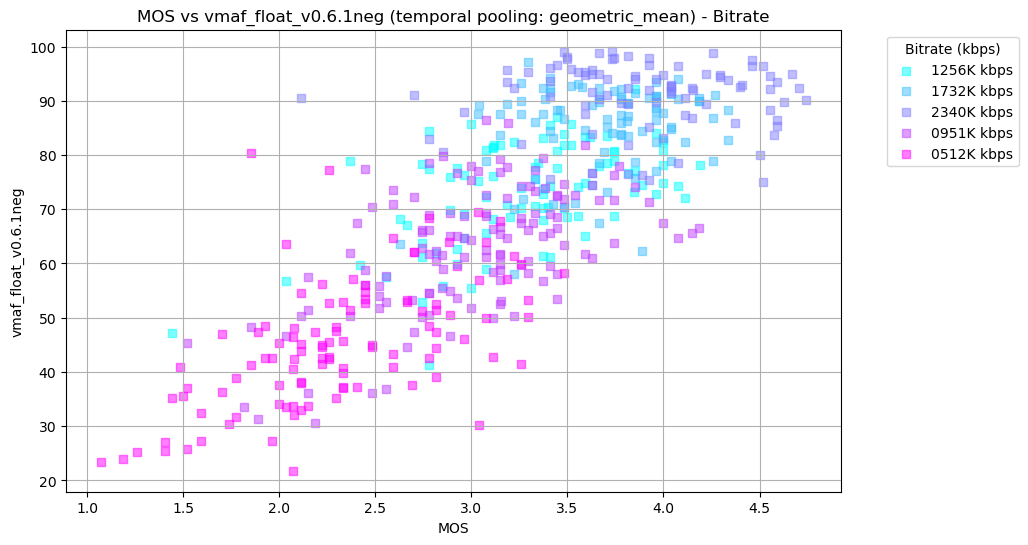 MOS vs vmaf_float_v0.6.1neg (temporal pooling: geometric_mean) - Bitrate
vmaf_float_v0.6.1neg
100
90
80
70
60
50
40
30
20
1.0 1.5 2.0 2.5 3.0 3.5 4.0 4.5
MOS
Bitrate (kbps)
1256K kbps
1732K kbps
2340K kbps
0951K kbps
0512K kbps